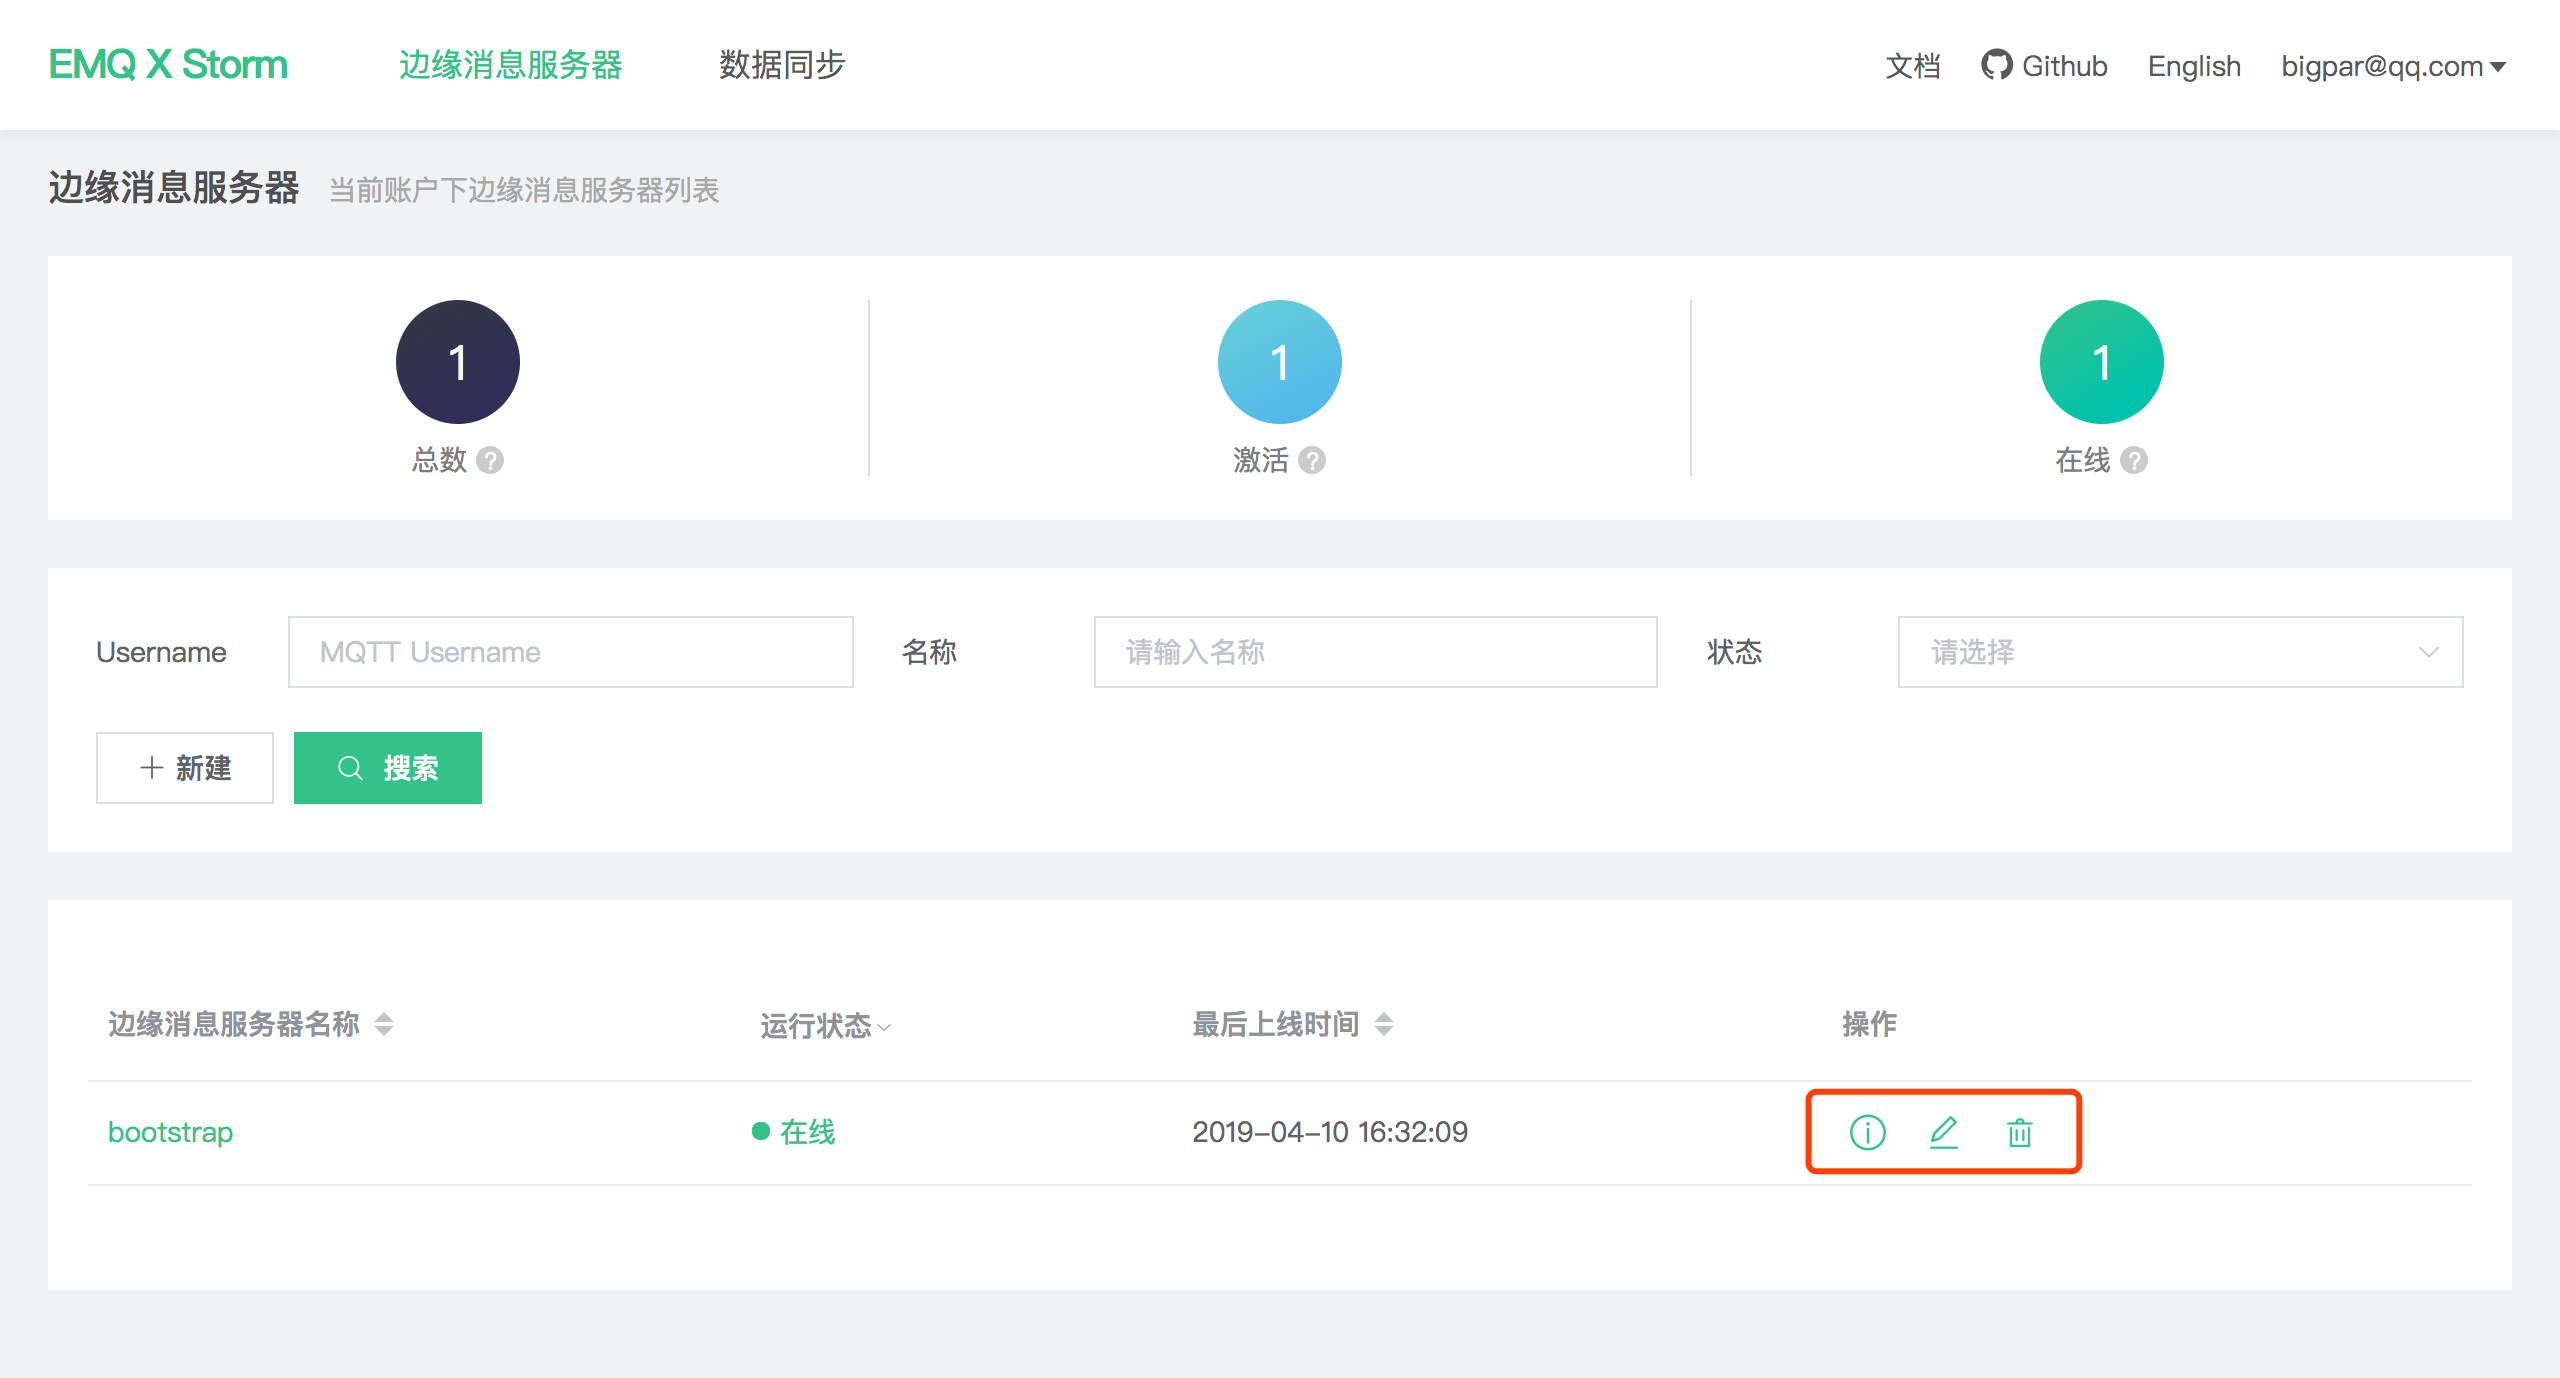 EMQ X Storm 边缘消息服务器 数据同步 文档 Github English bigpar@qq.com
边缘消息服务器 当前账户下边缘消息服务器列表
1 1 1
总数 ? 激活 ? 在线 ?
Username MQTT Username 名称 请输入名称 状态 请选择
新建 搜索
边缘消息服务器名称 运行状态 最后上线时间 操作
bootstrap 在线 2019-04-10 16:32:09